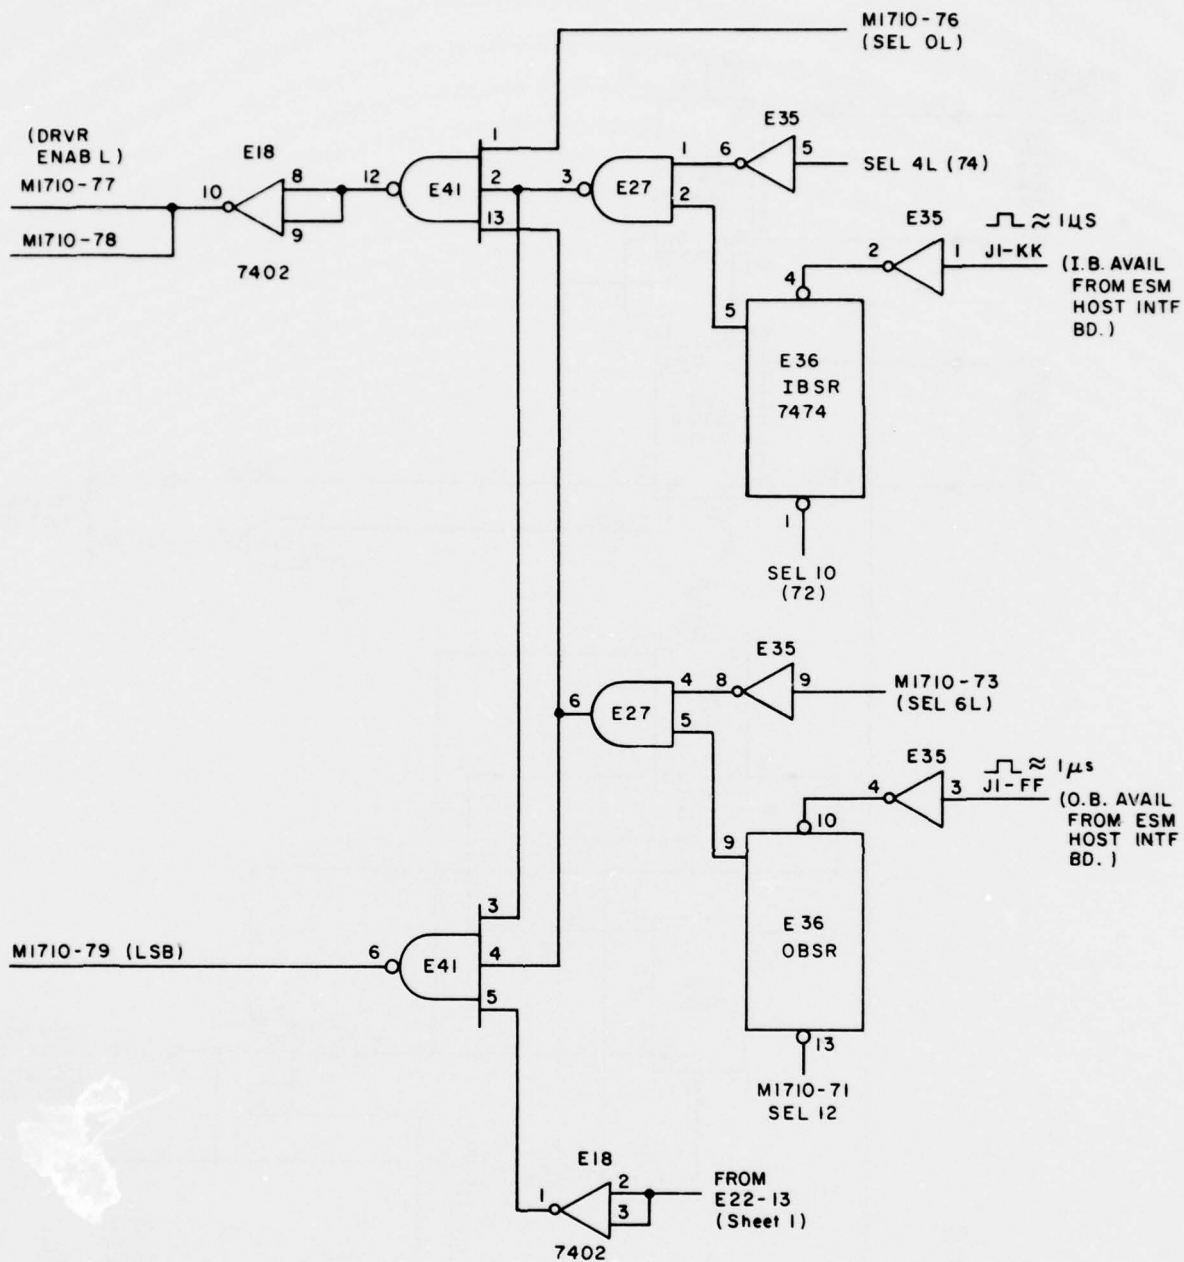 M1710-76
(SEL 0L)
(DRVR
ENAB L)
M1710-77
M1710-78
E18
10
8
9
7402
12
E41
1
2
13
3
E27
1
2
E35
6
5
SEL 4L (74)
E35
≈ 1µS
2
1
J1-KK
(I.B. AVAIL
FROM ESM
HOST INTF
BD.)
4
5
E36
IBSR
7474
1
SEL 10
(72)
E35
8
9
M1710-73
(SEL 6L)
6
E27
4
5
E35
≈ 1µs
4
3
J1-FF
(O.B. AVAIL
FROM ESM
HOST INTF
BD.)
10
9
E36
OBSR
13
M1710-71
SEL 12
M1710-79 (LSB)
6
E41
3
4
5
E18
1
2
3
7402
FROM
E22-13
(Sheet 1)